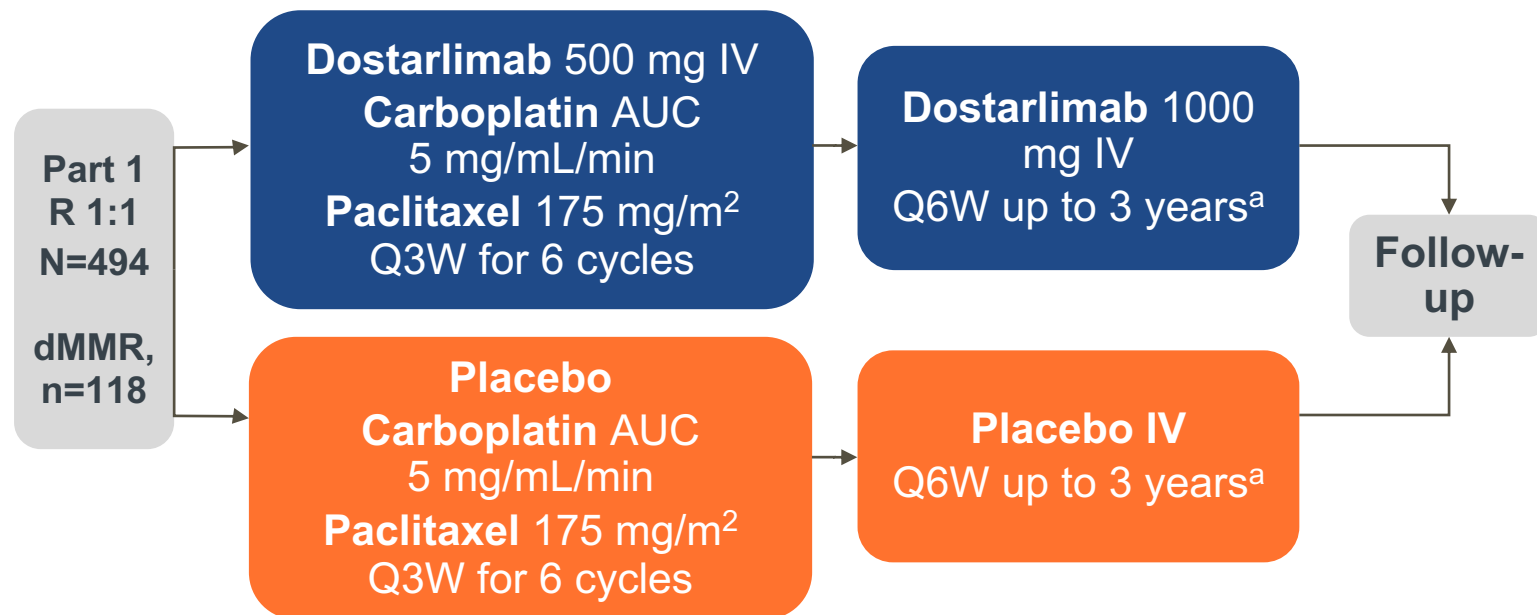 Part 1
R 1:1
N=494
dMMR,
n=118
Dostarlimab 500 mg IV
Carboplatin AUC
5 mg/mL/min
Paclitaxel 175 mg/m²
Q3W for 6 cycles
Dostarlimab 1000
mg IV
Q6W up to 3 yearsᵃ
Placebo
Carboplatin AUC
5 mg/mL/min
Paclitaxel 175 mg/m²
Q3W for 6 cycles
Placebo IV
Q6W up to 3 yearsᵃ
Follow-
up